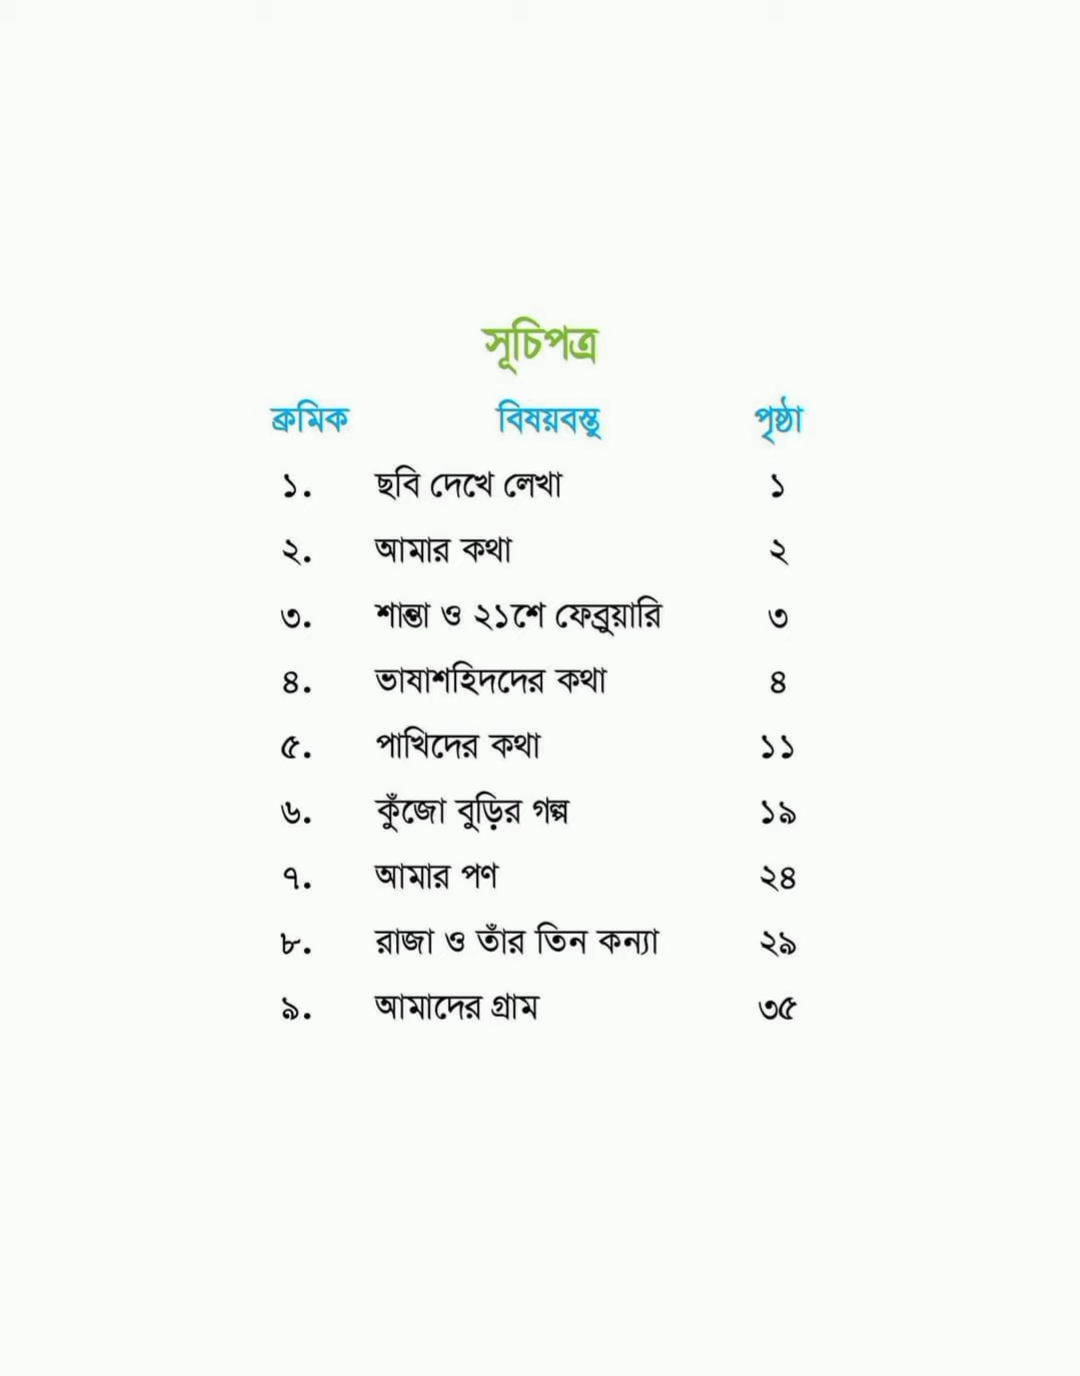 সূচিপত্র
ক্রমিক বিষয়বস্তু পৃষ্ঠা
১. ছবি দেখে লেখা ১
২. আমার কথা ২
৩. শান্তা ও ২১শে ফেব্রুয়ারি ৩
৪. ভাষাশহিদদের কথা ৪
৫. পাখিদের কথা ১১
৬. কুঁজো বুড়ির গল্প ১৯
৭. আমার পণ ২৪
৮. রাজা ও তাঁর তিন কন্যা ২৯
৯. আমাদের গ্রাম ৩৫